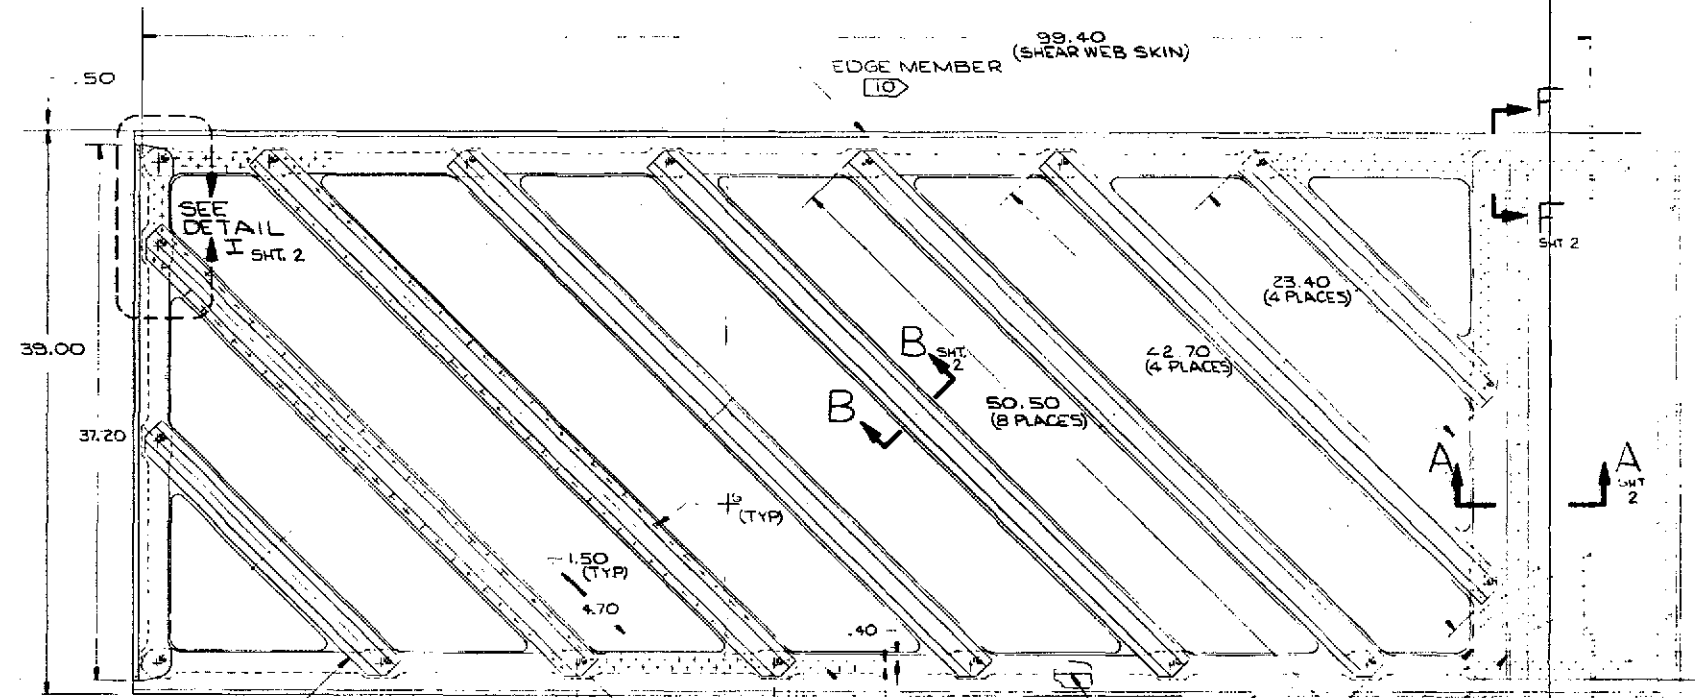 99.40
(SHEAR WEB SKIN)
.50
EDGE MEMBER
10
F
F
SHT 2
SEE
DETAIL
I SHT. 2
23.40
(4 PLACES)
39.00
B SHT. 2
42.70
(4 PLACES)
50.50
(8 PLACES)
B
37.20
A
A
SHT
2
(TYP)
1.50
(TYP)
4.70
.40